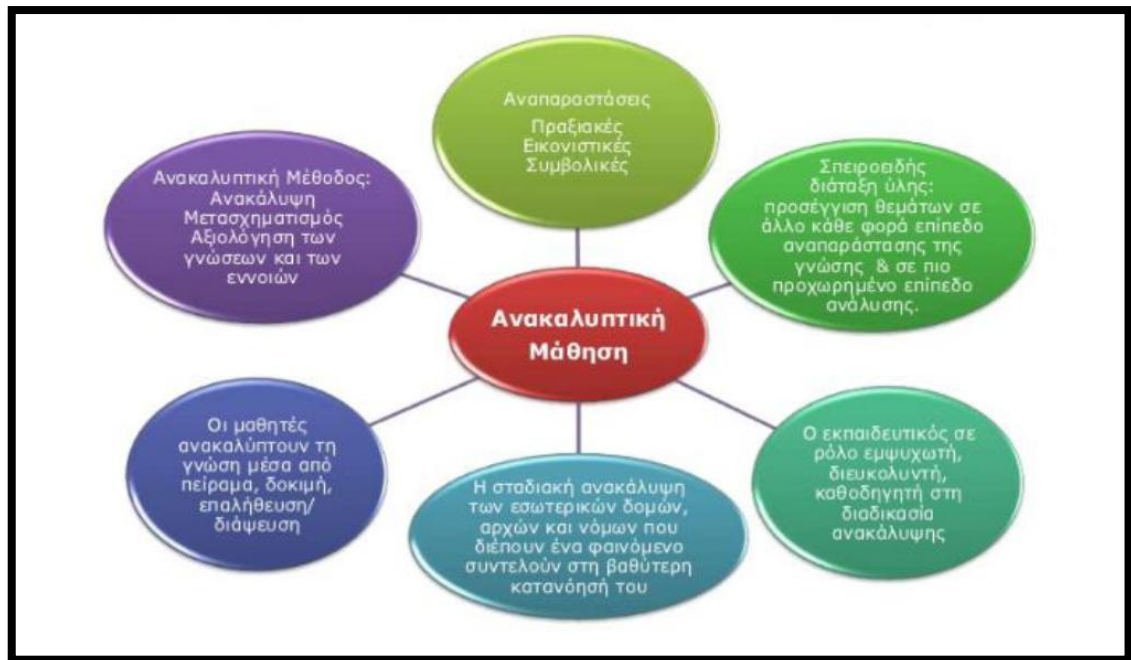 Αναπαραστάσεις
Πραξιακές
Εικονιστικές
Συμβολικές
Σπειροειδής
διάταξη ύλης:
προσέγγιση θεμάτων σε
άλλο κάθε φορά επίπεδο
αναπαράστασης της
γνώσης & σε πιο
προχωρημένο επίπεδο
ανάλυσης.
Ο εκπαιδευτικός σε
ρόλο εμψυχωτή,
διευκολυντή,
καθοδηγητή στη
διαδικασία
ανακάλυψης
Η σταδιακή ανακάλυψη
των εσωτερικών δομών,
αρχών και νόμων που
διέπουν ένα φαινόμενο
συντελούν στη βαθύτερη
κατανόησή του
Οι μαθητές
ανακαλύπτουν τη
γνώση μέσα από
πείραμα, δοκιμή,
επαλήθευση/
διάψευση
Ανακαλυπτική Μέθοδος:
Ανακάλυψη
Μετασχηματισμός
Αξιολόγηση των
γνώσεων και των
εννοιών
Ανακαλυπτική
Μάθηση